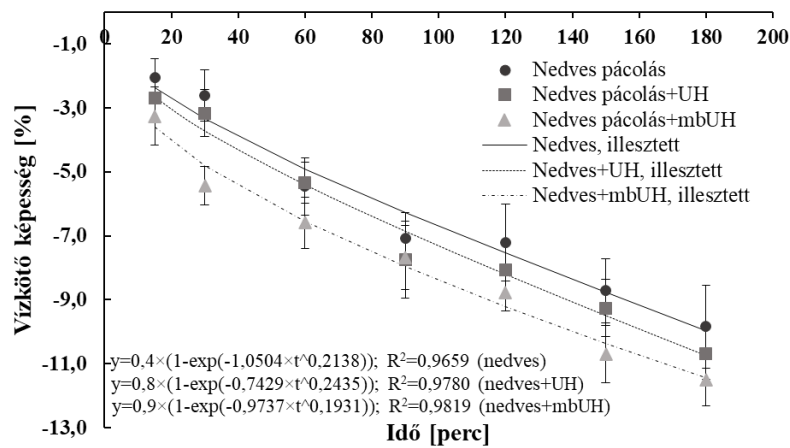 -1,0
0 20 40 60 80 100 120 140 160 180 200
-3,0
-5,0
-7,0
-9,0
-11,0
-13,0
Vízkötő képesség [%]
Nedves pácolás
Nedves pácolás+UH
Nedves pácolás+mbUH
Nedves, illesztett
Nedves+UH, illesztett
Nedves+mbUH, illesztett
y=0,4×(1-exp(-1,0504×t^0,2138)); R²=0,9659 (nedves)
y=0,8×(1-exp(-0,7429×t^0,2435)); R²=0,9780 (nedves+UH)
y=0,9×(1-exp(-0,9737×t^0,1931)); R²=0,9819 (nedves+mbUH)
Idő [perc]